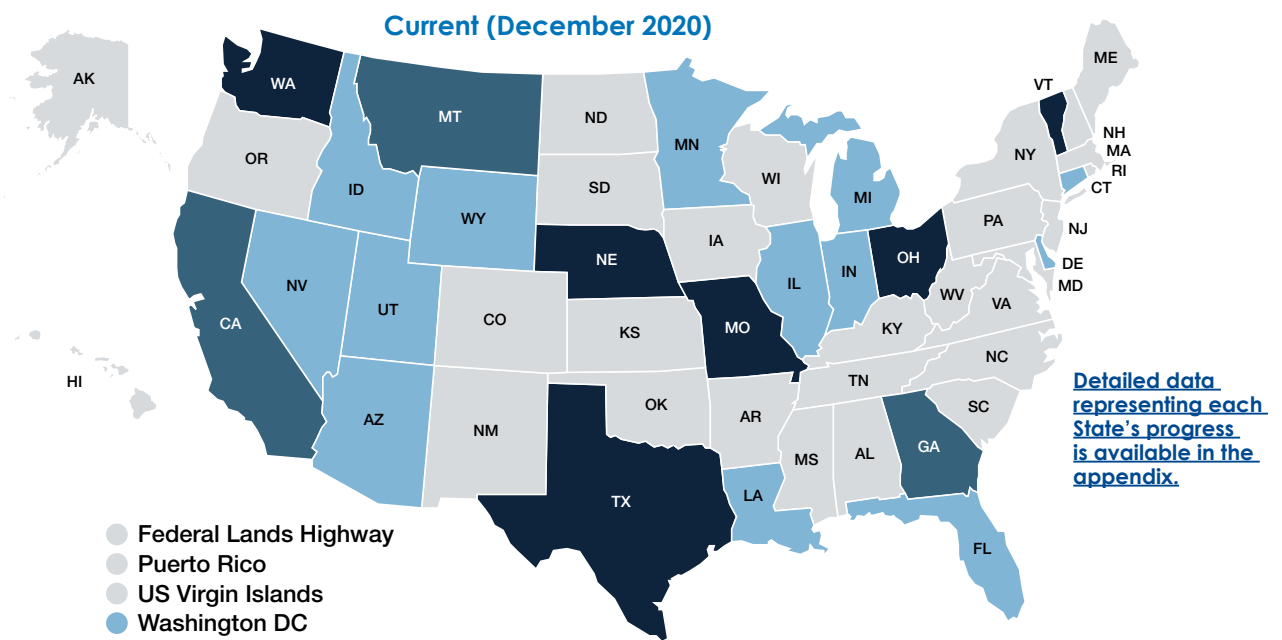 Current (December 2020)
AK
WA
MT
ND
MN
ME
VT
NH
MA
RI
CT
OR
ID
WY
SD
WI
MI
NY
NJ
PA
DE
MD
NE
IA
IL
IN
OH
WV
VA
NV
UT
CO
KS
MO
KY
CA
HI
AZ
NM
OK
AR
TN
NC
SC
MS
AL
GA
TX
LA
FL
Detailed data
representing each
State's progress
is available in the
appendix.
Federal Lands Highway
Puerto Rico
US Virgin Islands
Washington DC